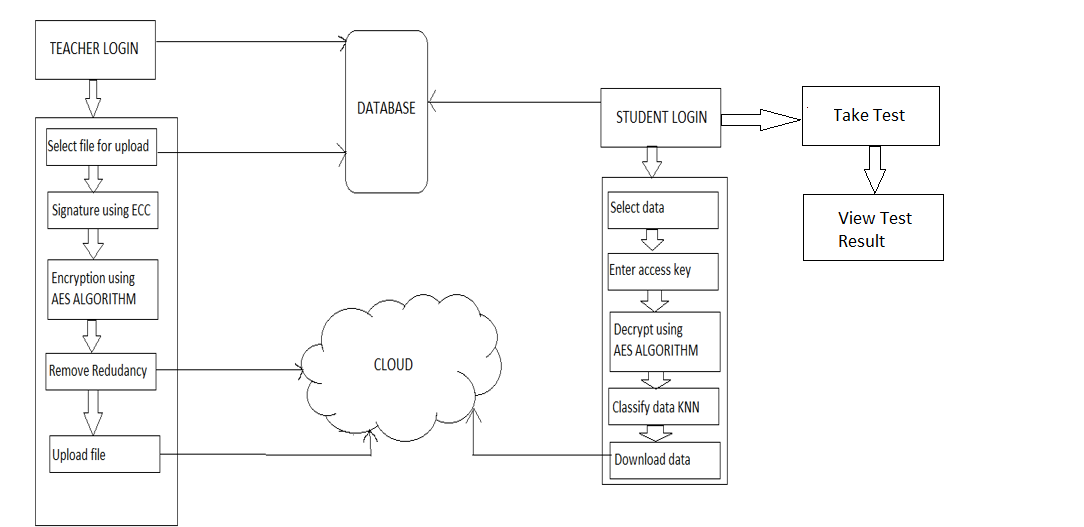 TEACHER LOGIN
Select file for upload
Signature using ECC
Encryption using
AES ALGORITHM
Remove Redudancy
Upload file
DATABASE
CLOUD
STUDENT LOGIN
Select data
Enter access key
Decrypt using
AES ALGORITHM
Classify data KNN
Download data
Take Test
View Test
Result